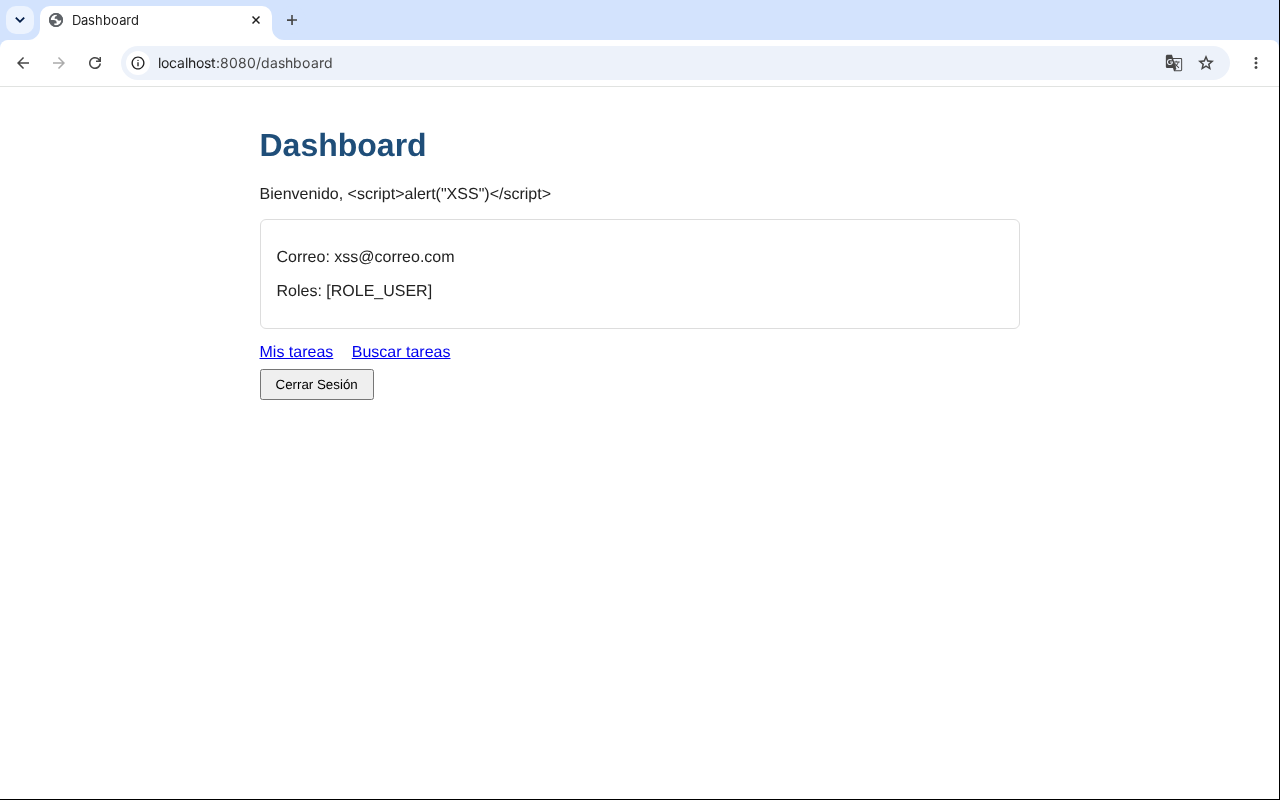 Dashboard
localhost:8080/dashboard
Dashboard
Bienvenido, <script>alert("XSS")</script>
Correo: xss@correo.com
Roles: [ROLE_USER]
Mis tareas Buscar tareas
Cerrar Sesión